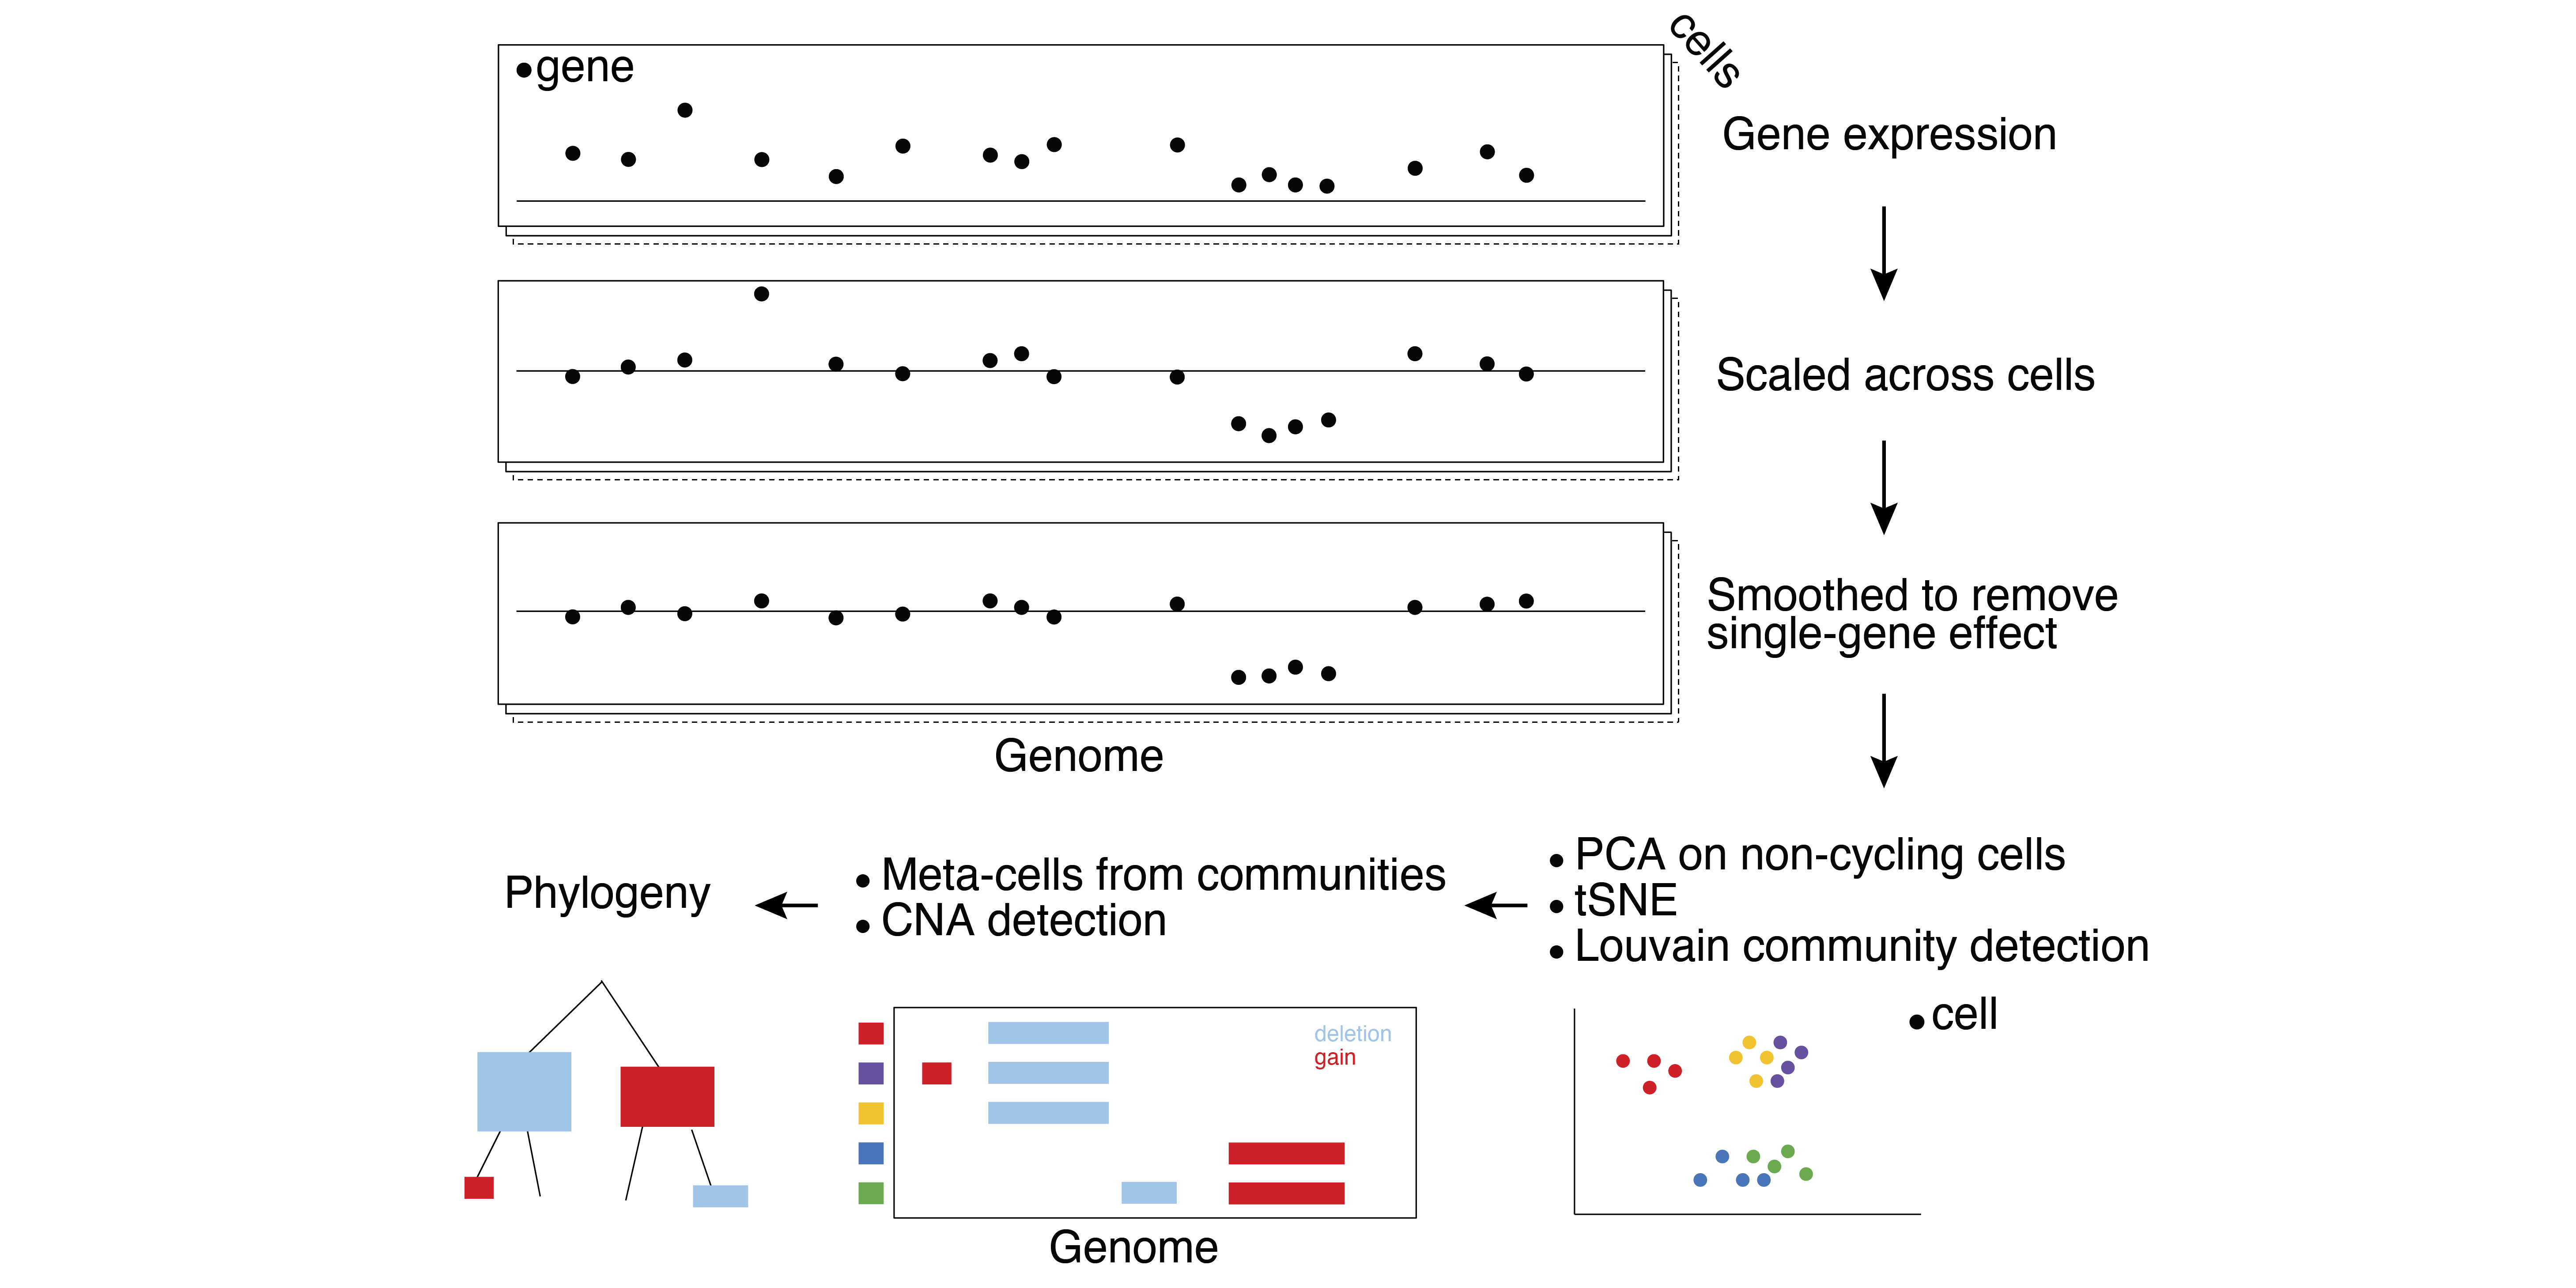 cells
gene
Gene expression
Scaled across cells
Smoothed to remove
single-gene effect
Genome
• PCA on non-cycling cells
• tSNE
• Louvain community detection
• Meta-cells from communities
• CNA detection
Phylogeny
cell
deletion
gain
Genome